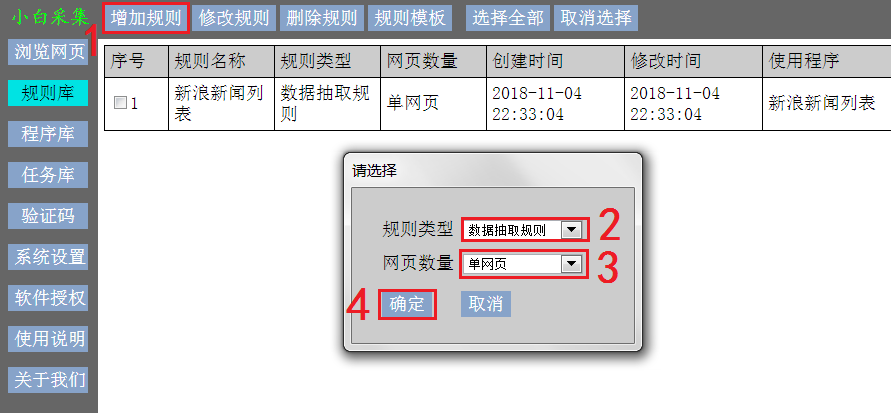 小白采集
1
增加规则 修改规则 删除规则 规则模板 选择全部 取消选择
浏览网页
规则库
程序库
任务库
验证码
系统设置
软件授权
使用说明
关于我们
序号 规则名称 规则类型 网页数量 创建时间 修改时间 使用程序
1 新浪新闻列表 数据抽取规则 单网页 2018-11-04 22:33:04 2018-11-04 22:33:04 新浪新闻列表
请选择
规则类型 数据抽取规则 2
网页数量 单网页 3
4 确定 取消